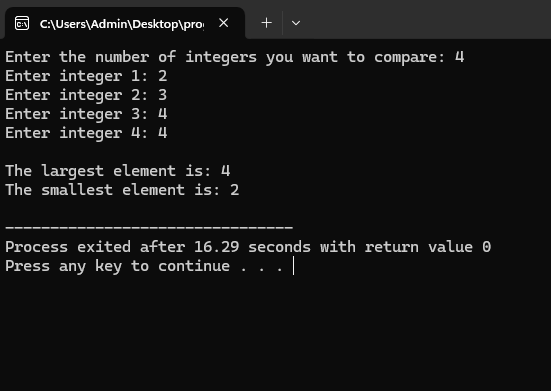 C:\Users\Admin\Desktop\pro
Enter the number of integers you want to compare: 4
Enter integer 1: 2
Enter integer 2: 3
Enter integer 3: 4
Enter integer 4: 4
The largest element is: 4
The smallest element is: 2
--------------------------------
Process exited after 16.29 seconds with return value 0
Press any key to continue . . .